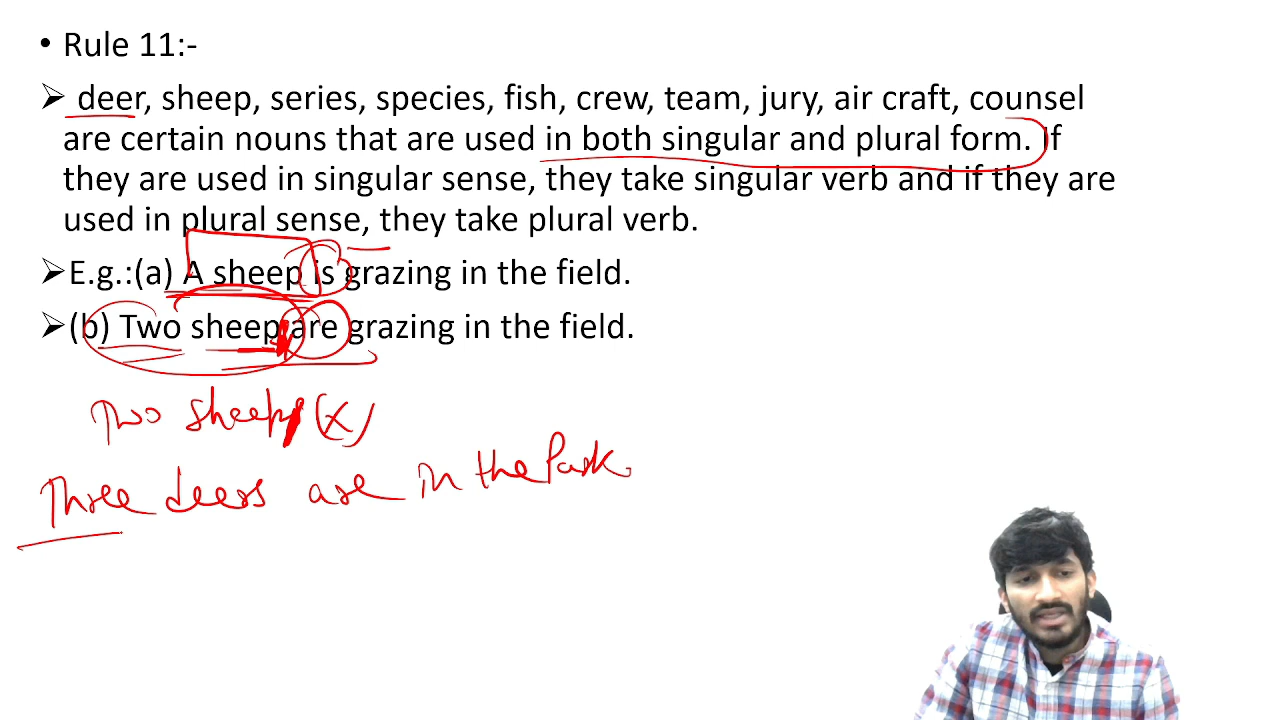 • Rule 11:-
➢ deer, sheep, series, species, fish, crew, team, jury, air craft, counsel
are certain nouns that are used in both singular and plural form. If
they are used in singular sense, they take singular verb and if they are
used in plural sense, they take plural verb.
➢E.g.:(a) A sheep is grazing in the field.
➢(b) Two sheep are grazing in the field.
Two sheeps (x)
Three deers are in the Park.